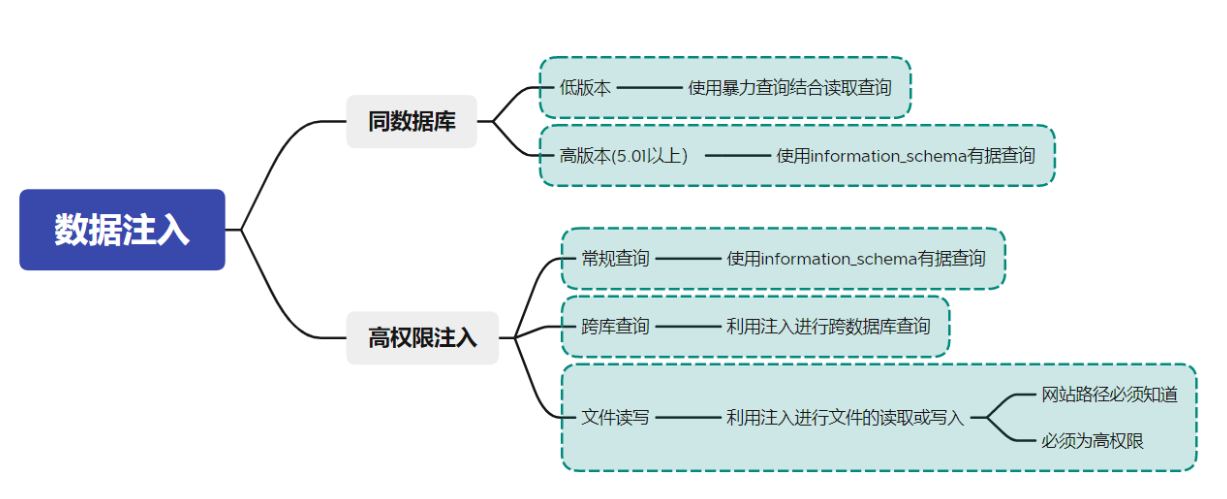 数据注入
同数据库
低版本
使用暴力查询结合读取查询
高版本(5.0以上)
使用information_schema有据查询
高权限注入
常规查询
使用information_schema有据查询
跨库查询
利用注入进行跨数据库查询
文件读写
利用注入进行文件的读取或写入
网站路径必须知道
必须为高权限